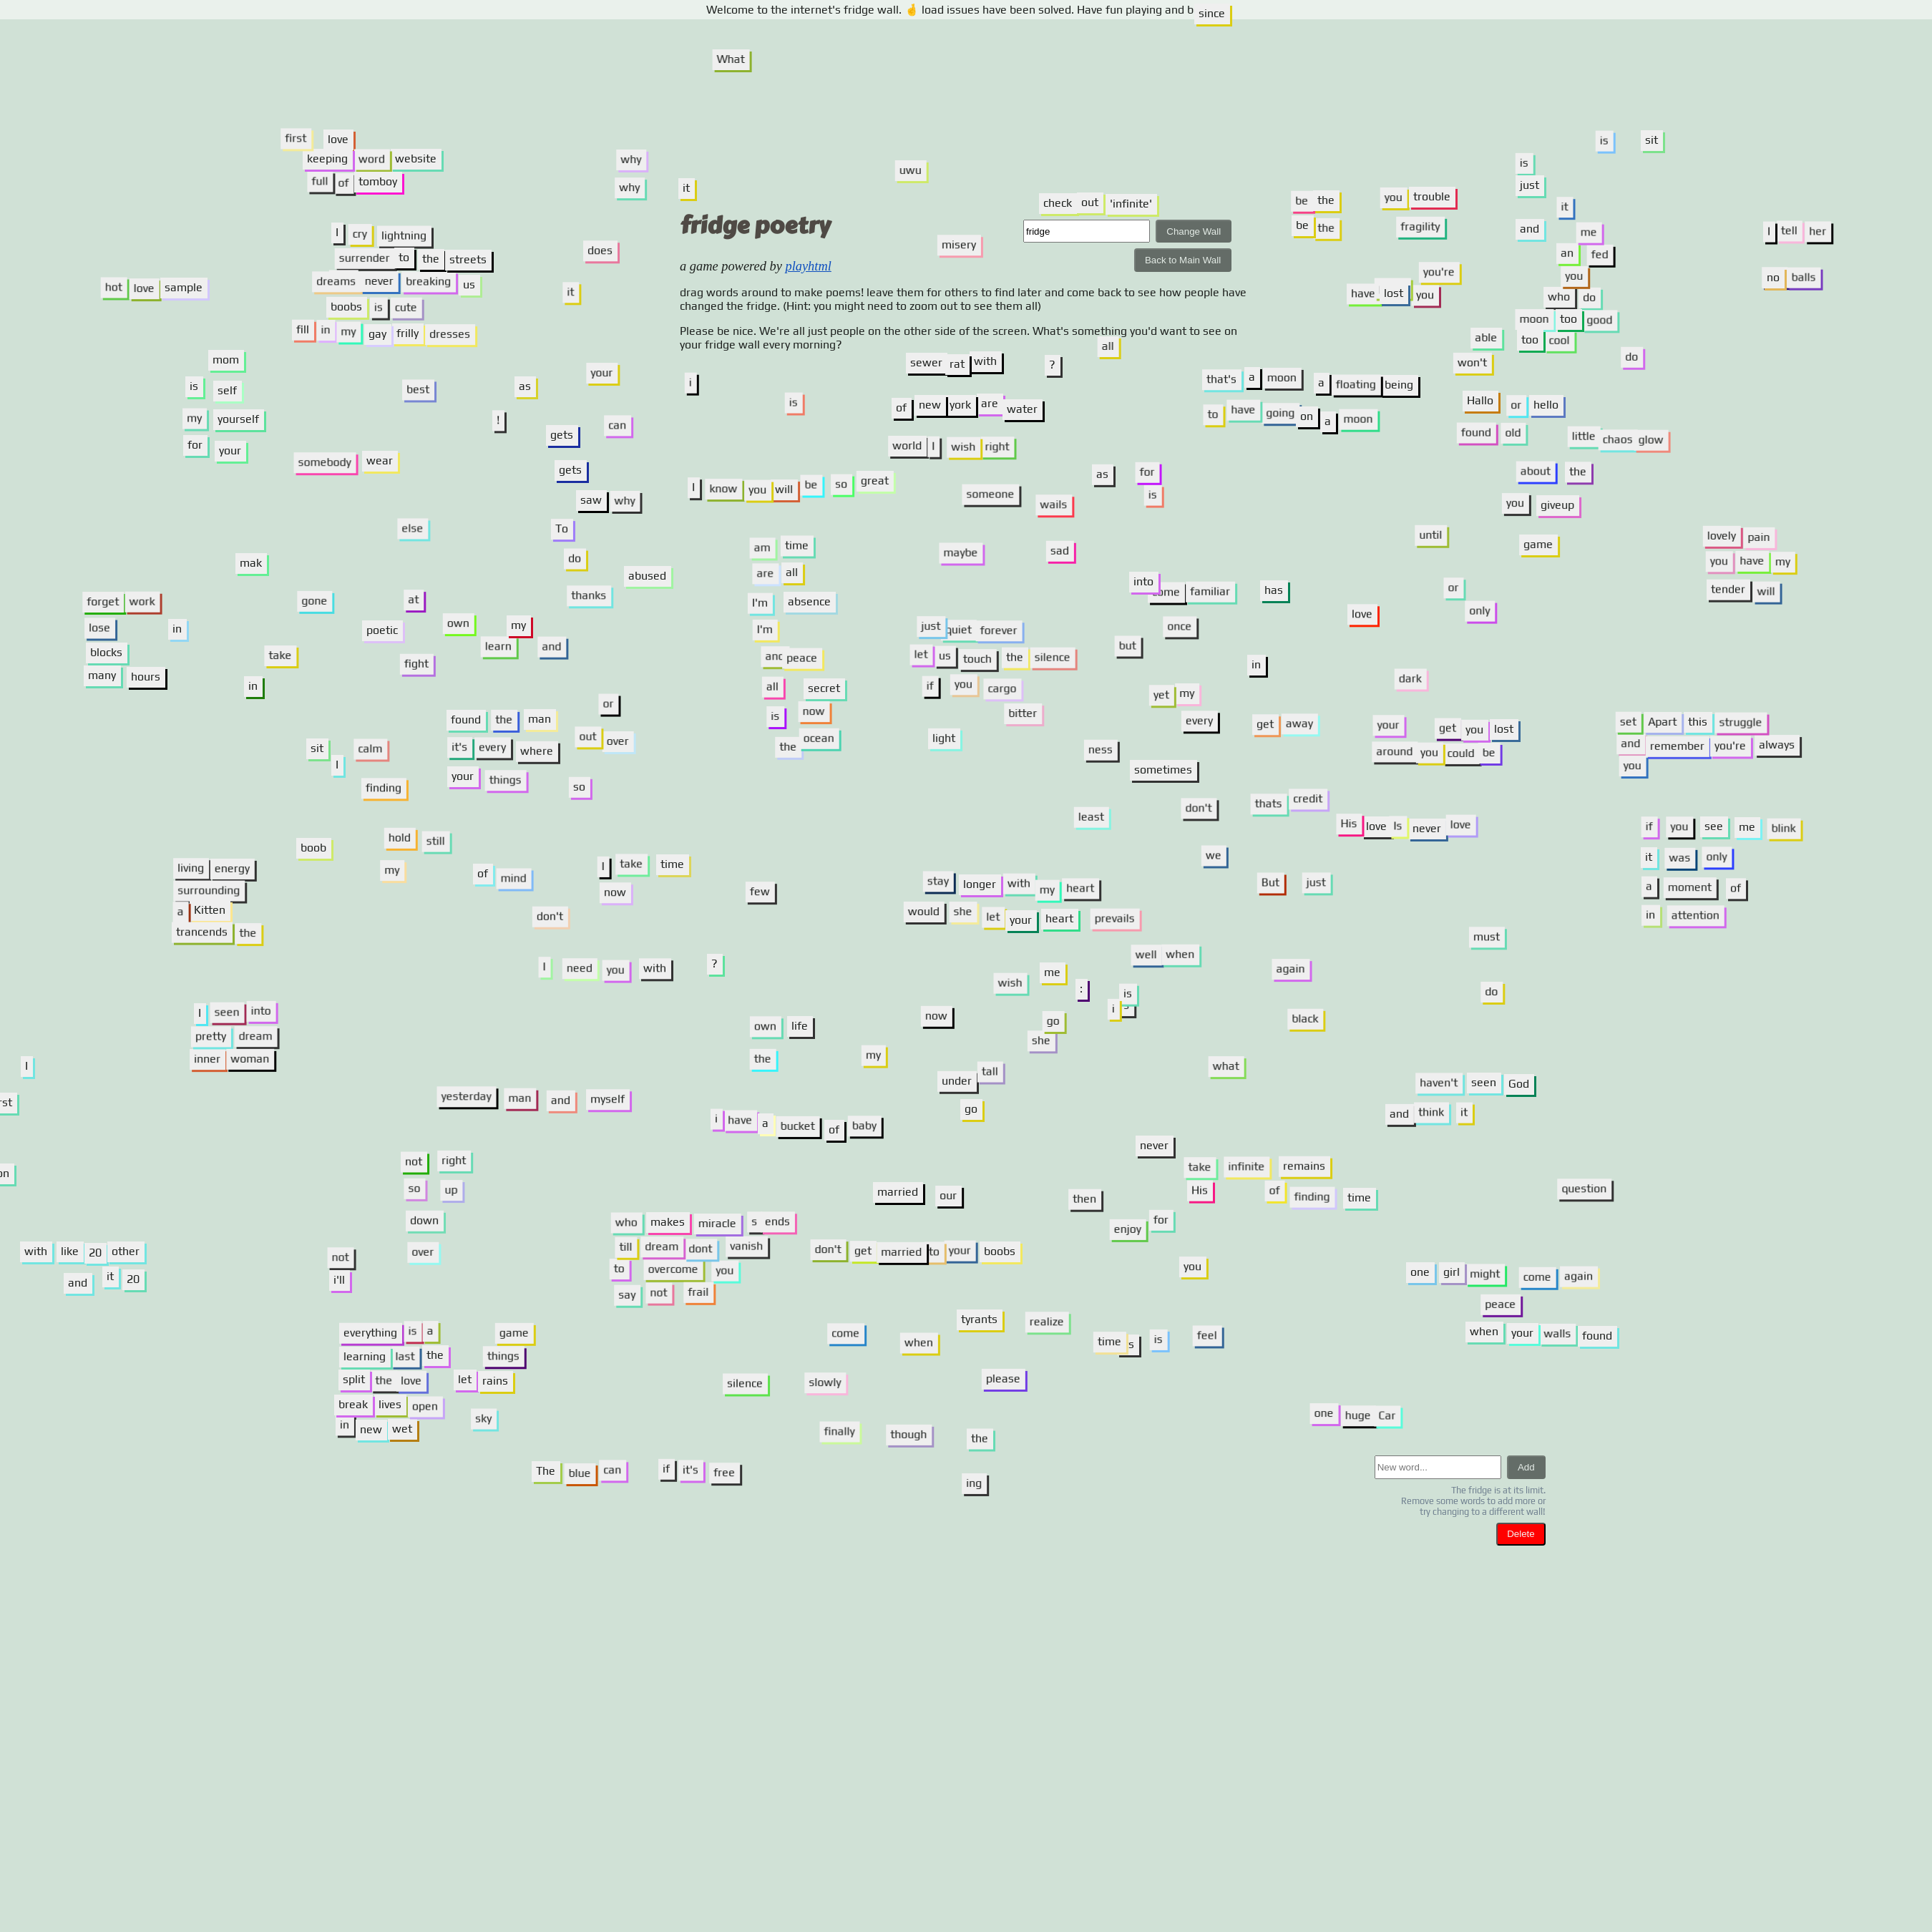 Welcome to the internet's fridge wall. 🤞 load issues have been solved. Have fun playing and b
since
What
first love
keeping word website
full of tomboy
why
why
it
uwu
check out 'infinite'
be the
be the
you trouble
fragility
is sit
is
just
it
and
me
an fed
you
who do
moon too good
too cool
I tell her
no balls
fridge poetry
fridge
Change Wall
Back to Main Wall
misery
a game powered by playhtml
drag words around to make poems! leave them for others to find later and come back to see how people have
changed the fridge. (Hint: you might need to zoom out to see them all)
Please be nice. We're all just people on the other side of the screen. What's something you'd want to see on
your fridge wall every morning?
I cry lightning
surrender to the streets
dreams never breaking us
boobs is cute
fill in my gay frilly dresses
does
it
hot love sample
you're
have lost you
able
won't
do
all
mom
is self
my yourself
for your
best
as
your
!
gets
can
gets
saw why
i
is
sewer rat with ?
of new york are water
world I wish right
that's a moon a floating being
to have going on a moon
Hallo or hello
found old little chaos glow
about the
you giveup
somebody wear
I know you will be so great
someone
wails
as
for
is
else
To
do
mak
abused
thanks
am time
are all
I'm absence
I'm
and peace
all secret
is now
the ocean
maybe
sad
until
game
lovely pain
you have my
tender will
into
familiar
has
or
only
love
forget work
lose in
blocks
many hours
gone
at
poetic
own my
learn and
take
fight
in
just quiet forever
let us touch the silence
if you cargo
bitter
light
once
but
in
dark
yet my
every
ness
sometimes
get away
your
get you lost
around you could be
set Apart this struggle
and remember you're always
you
or
found the man
out over
it's every where
your things
so
sit calm
I
finding
least
don't
thats credit
His love Is never love
if you see me blink
it was only
a moment of
in attention
boob
hold still
my
of mind
I take time
now
don't
few
we
But just
living energy
surrounding
a Kitten
trancends the
stay longer with my heart
would she let your heart prevails
must
I need you with ?
well when
wish me
:
is
i
again
do
black
I seen into
pretty dream
inner woman
own life
the
now
go
she
my
under tall
go
what
I
rst
haven't seen God
and think it
yesterday man and myself
i have a bucket of baby
never
take infinite remains
His of finding time
question
on
not right
so up
down
over
married our
then
enjoy for
you
with like 20 other
and it 20
not
i'll
who makes miracle s ends
till dream dont vanish
to overcome you
say not frail
don't get married to your boobs
one girl might come again
peace
when your walls found
everything is a game
learning last the things
split the love let rains
break lives open
in new wet sky
come
when
tyrants
realize
time s is
feel
silence
slowly
please
finally
though
the
one huge Car
The blue can
if it's free
ing
New word...
Add
The fridge is at its limit.
Remove some words to add more or
try changing to a different wall!
Delete